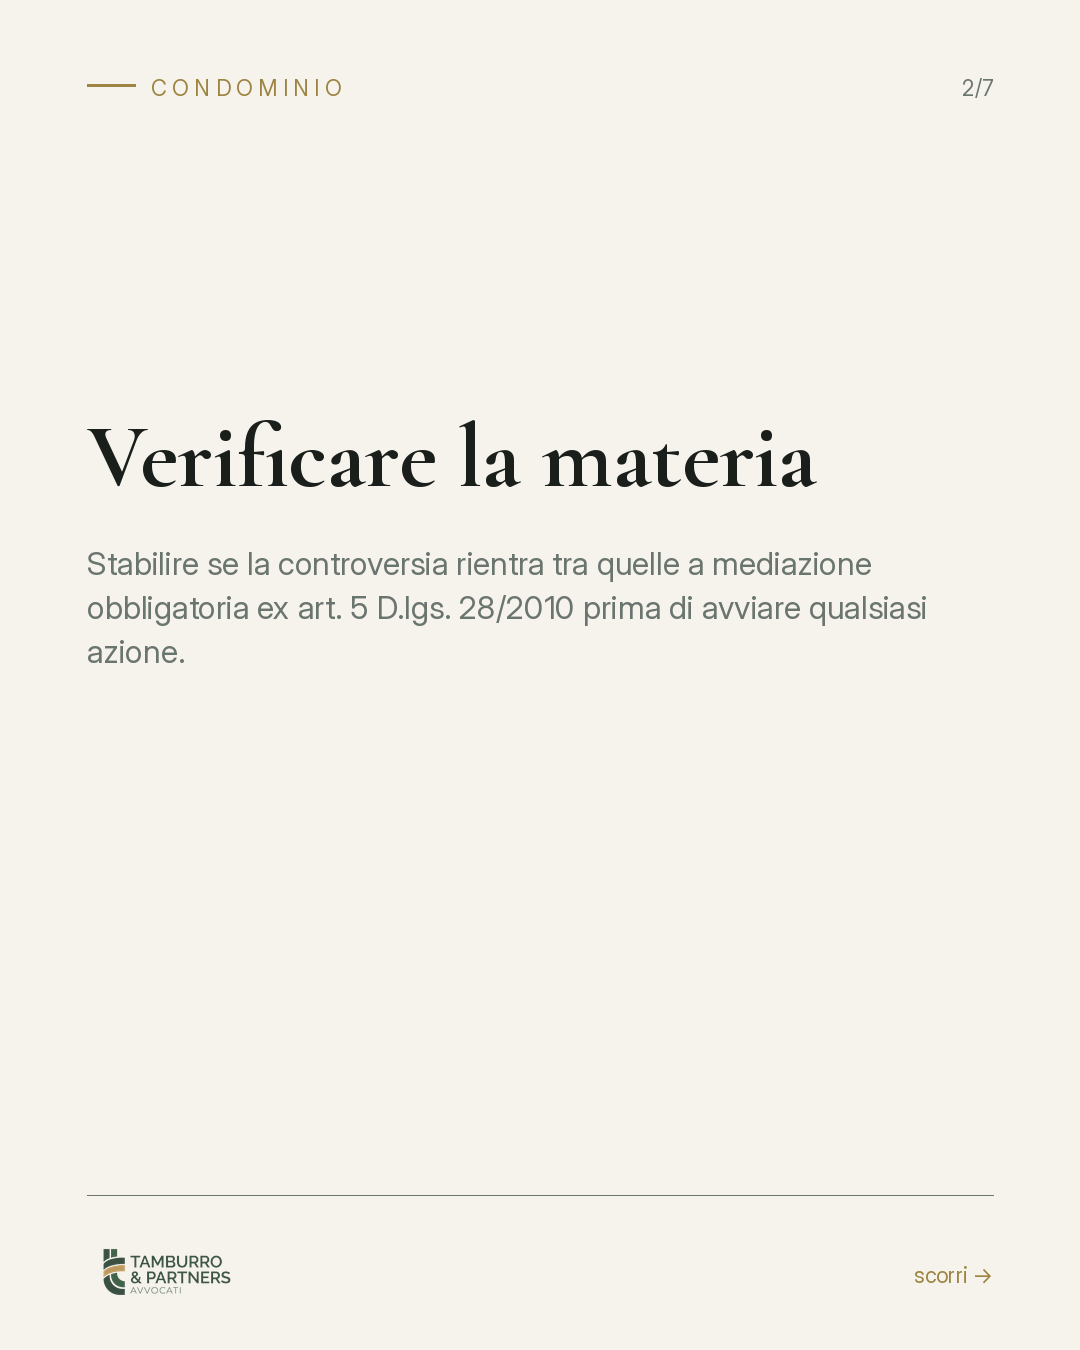 CONDOMINIO
2/7
Verificare la materia
Stabilire se la controversia rientra tra quelle a mediazione
obbligatoria ex art. 5 D.lgs. 28/2010 prima di avviare qualsiasi
azione.
TAMBURRO
& PARTNERS
AVVOCATI
scorri →